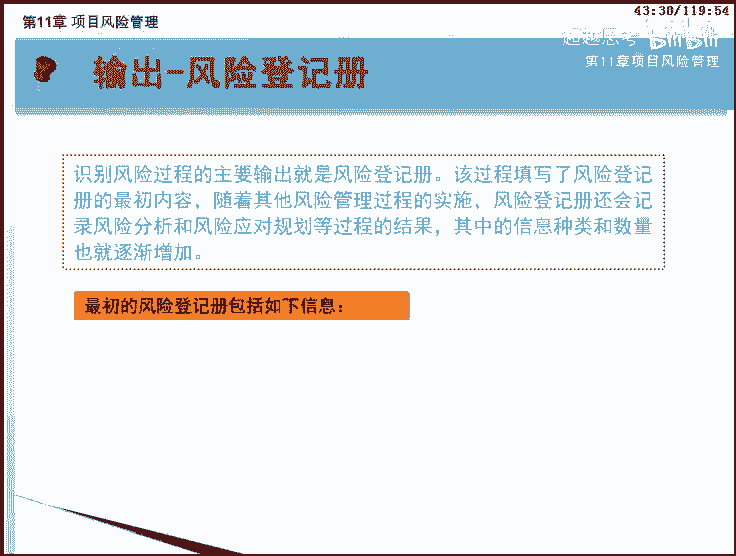 43:30/119:54
第11章 项目风险管理
超越思考 bilibili
第11章项目风险管理
输出-风险登记册
识别风险过程的主要输出就是风险登记册。该过程填写了风险登记
册的最初内容，随着其他风险管理过程的实施，风险登记册还会记
录风险分析和风险应对规划等过程的结果，其中的信息种类和数量
也就逐渐增加。
最初的风险登记册包括如下信息：